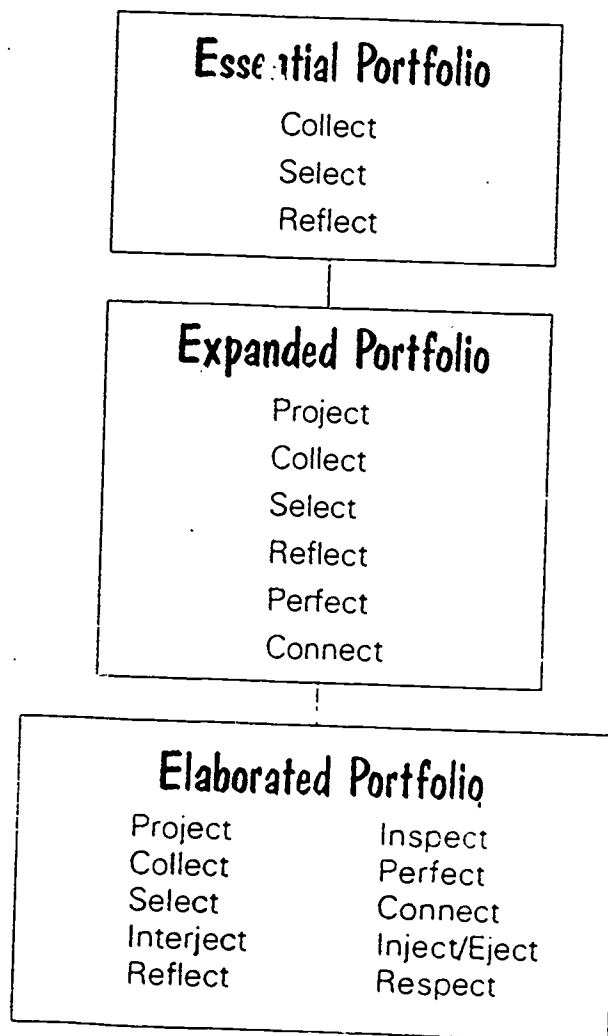 Essential Portfolio
Collect
Select
Reflect
Expanded Portfolio
Project
Collect
Select
Reflect
Perfect
Connect
Elaborated Portfolio
Project
Collect
Select
Interject
Reflect
Inspect
Perfect
Connect
Inject/Eject
Respect